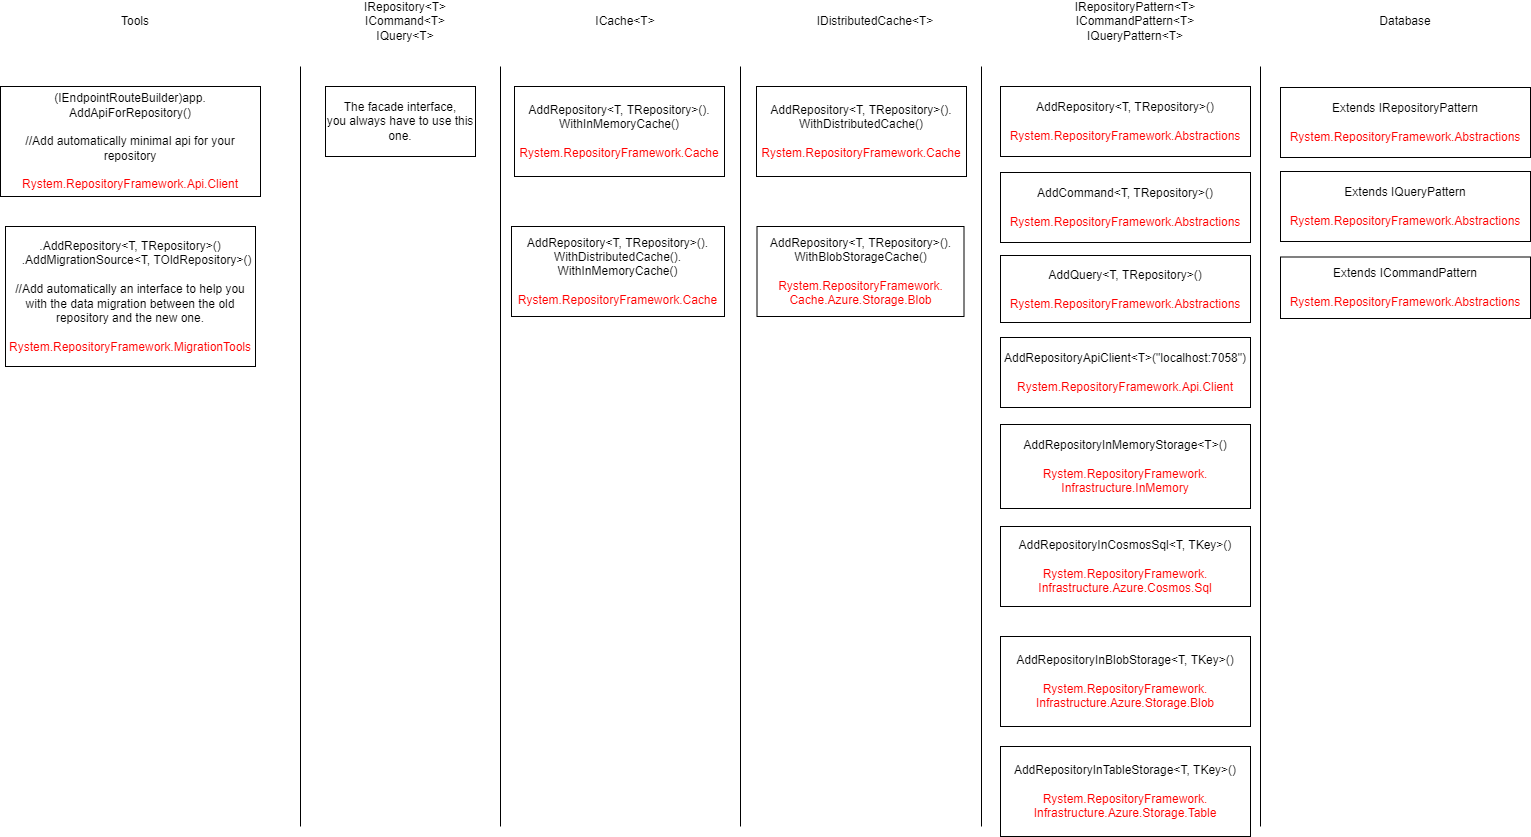 Tools
IRepository<T>
ICommand<T>
IQuery<T>
ICache<T>
IDistributedCache<T>
IRepositoryPattern<T>
ICommandPattern<T>
IQueryPattern<T>
Database
(IEndpointRouteBuilder)app.
AddApiForRepository()
//Add automatically minimal api for your
repository
Rystem.RepositoryFramework.Api.Client
.AddRepository<T, TRepository>()
.AddMigrationSource<T, TOldRepository>()
//Add automatically an interface to help you
with the data migration between the old
repository and the new one.
Rystem.RepositoryFramework.MigrationTools
The facade interface,
you always have to use this
one.
AddRepository<T, TRepository>().
WithInMemoryCache()
Rystem.RepositoryFramework.Cache
AddRepository<T, TRepository>().
WithDistributedCache().
WithInMemoryCache()
Rystem.RepositoryFramework.Cache
AddRepository<T, TRepository>().
WithDistributedCache()
Rystem.RepositoryFramework.Cache
AddRepository<T, TRepository>().
WithBlobStorageCache()
Rystem.RepositoryFramework.
Cache.Azure.Storage.Blob
AddRepository<T, TRepository>()
Rystem.RepositoryFramework.Abstractions
AddCommand<T, TRepository>()
Rystem.RepositoryFramework.Abstractions
AddQuery<T, TRepository>()
Rystem.RepositoryFramework.Abstractions
AddRepositoryApiClient<T>("localhost:7058")
Rystem.RepositoryFramework.Api.Client
AddRepositoryInMemoryStorage<T>()
Rystem.RepositoryFramework.
Infrastructure.InMemory
AddRepositoryInCosmosSql<T, TKey>()
Rystem.RepositoryFramework.
Infrastructure.Azure.Cosmos.Sql
AddRepositoryInBlobStorage<T, TKey>()
Rystem.RepositoryFramework.
Infrastructure.Azure.Storage.Blob
AddRepositoryInTableStorage<T, TKey>()
Rystem.RepositoryFramework.
Infrastructure.Azure.Storage.Table
Extends IRepositoryPattern
Rystem.RepositoryFramework.Abstractions
Extends IQueryPattern
Rystem.RepositoryFramework.Abstractions
Extends ICommandPattern
Rystem.RepositoryFramework.Abstractions